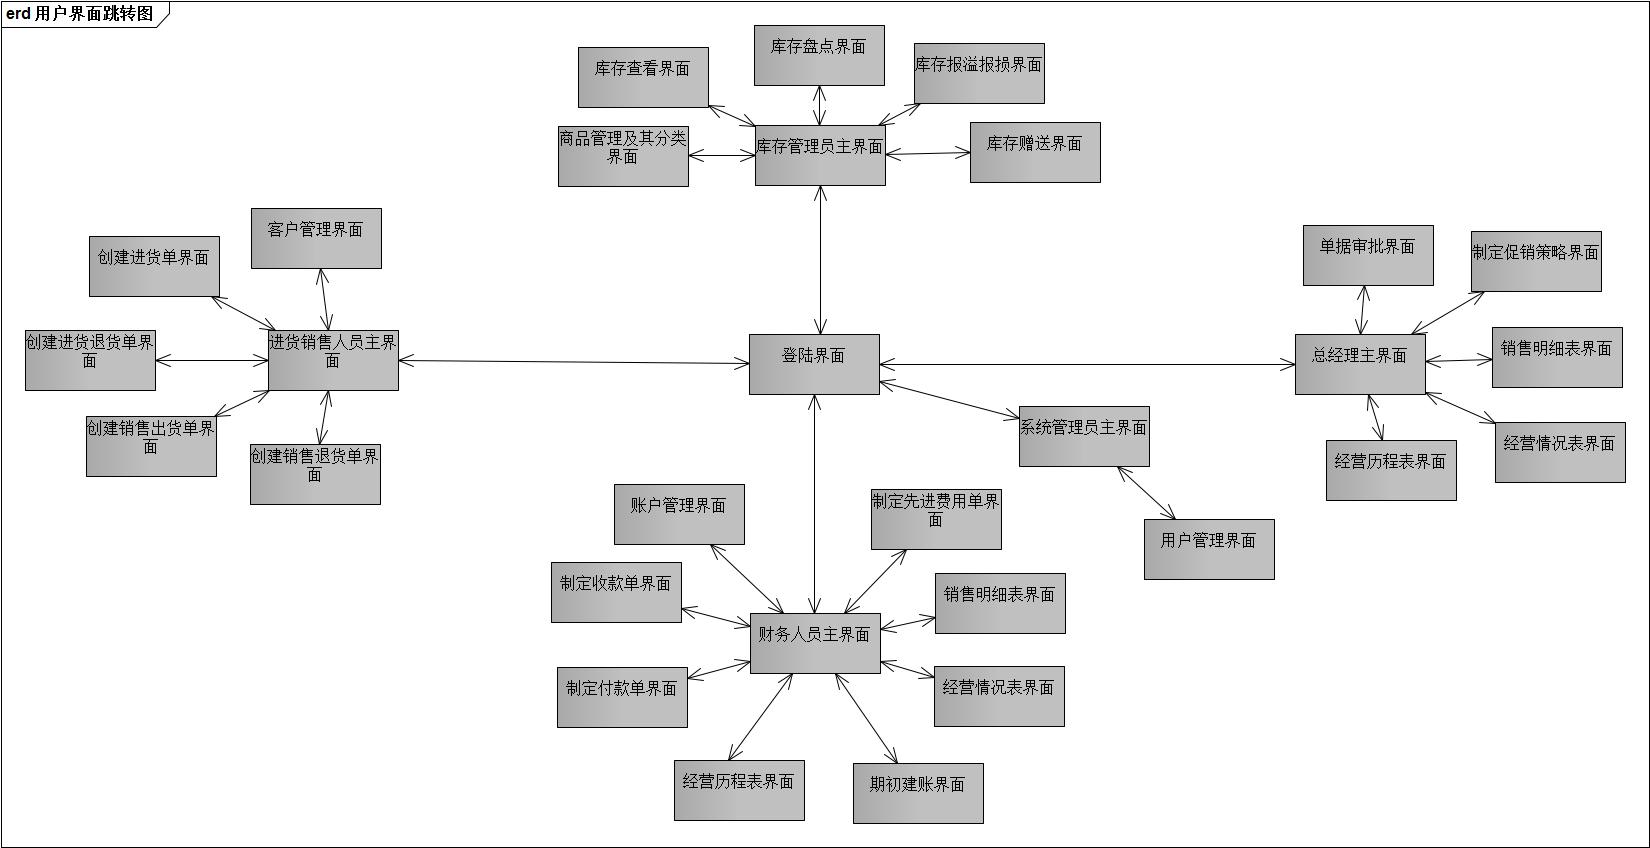 erd 用户界面跳转图
库存盘点界面
库存查看界面
库存报溢报损界面
商品管理及其分类
界面
库存管理员主界面
库存赠送界面
客户管理界面
创建进货单界面
单据审批界面
制定促销策略界面
创建进货退货单界
面
进货销售人员主界
面
登陆界面
总经理主界面
销售明细表界面
创建销售出货单界
面
创建销售退货单界
面
系统管理员主界面
经营历程表界面
经营情况表界面
账户管理界面
制定先进费用单界
面
用户管理界面
制定收款单界面
销售明细表界面
财务人员主界面
制定付款单界面
经营情况表界面
经营历程表界面
期初建账界面